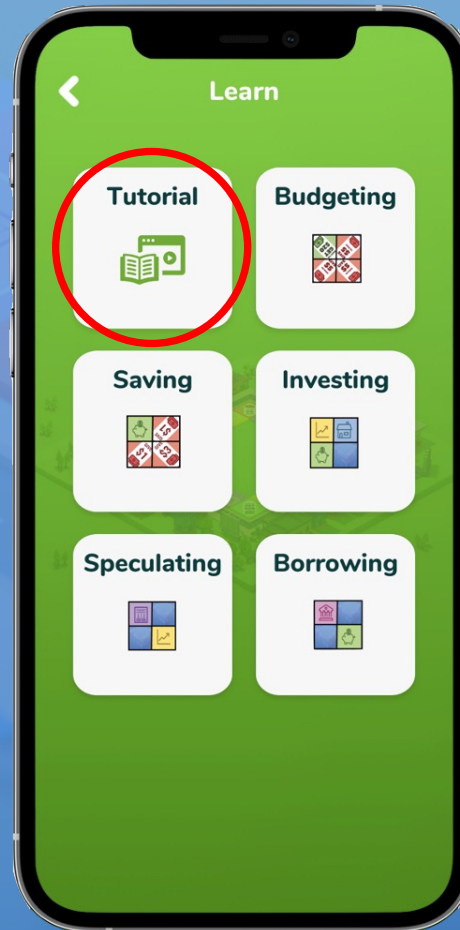 Learn
Tutorial
Budgeting
Saving
Investing
Speculating
Borrowing